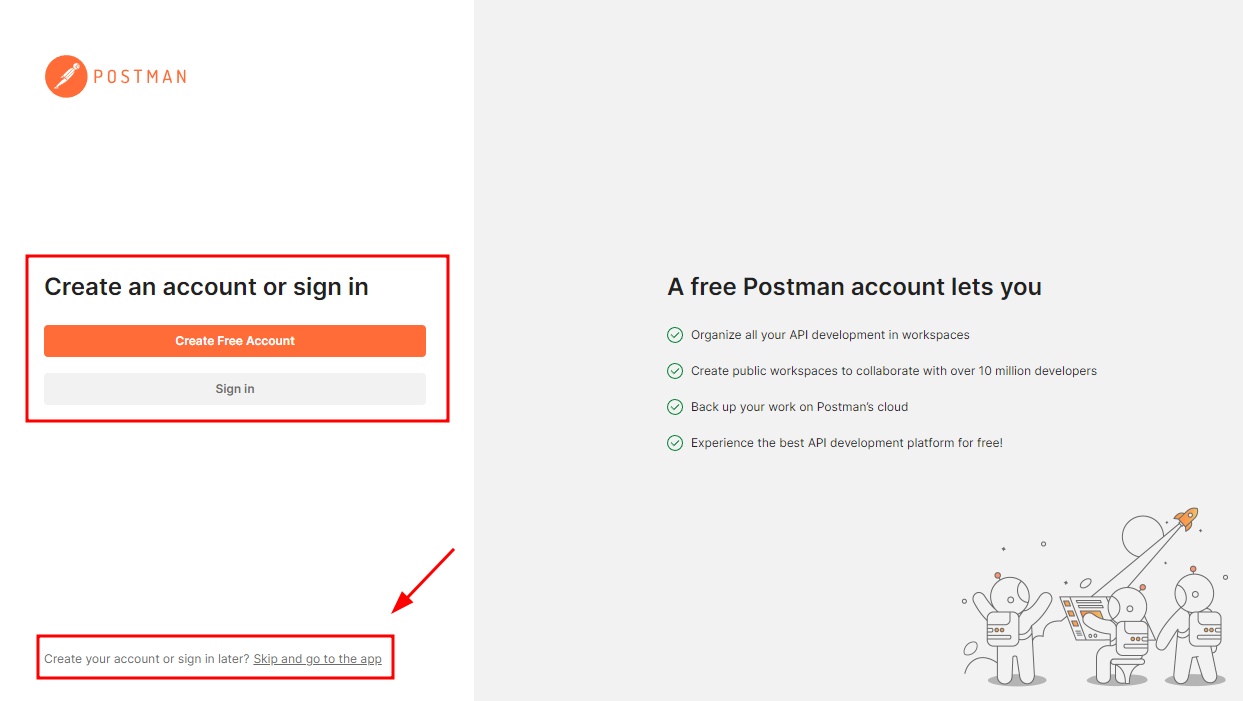 POSTMAN
Create an account or sign in
Create Free Account
Sign in
Create your account or sign in later? Skip and go to the app
A free Postman account lets you
Organize all your API development in workspaces
Create public workspaces to collaborate with over 10 million developers
Back up your work on Postman's cloud
Experience the best API development platform for free!